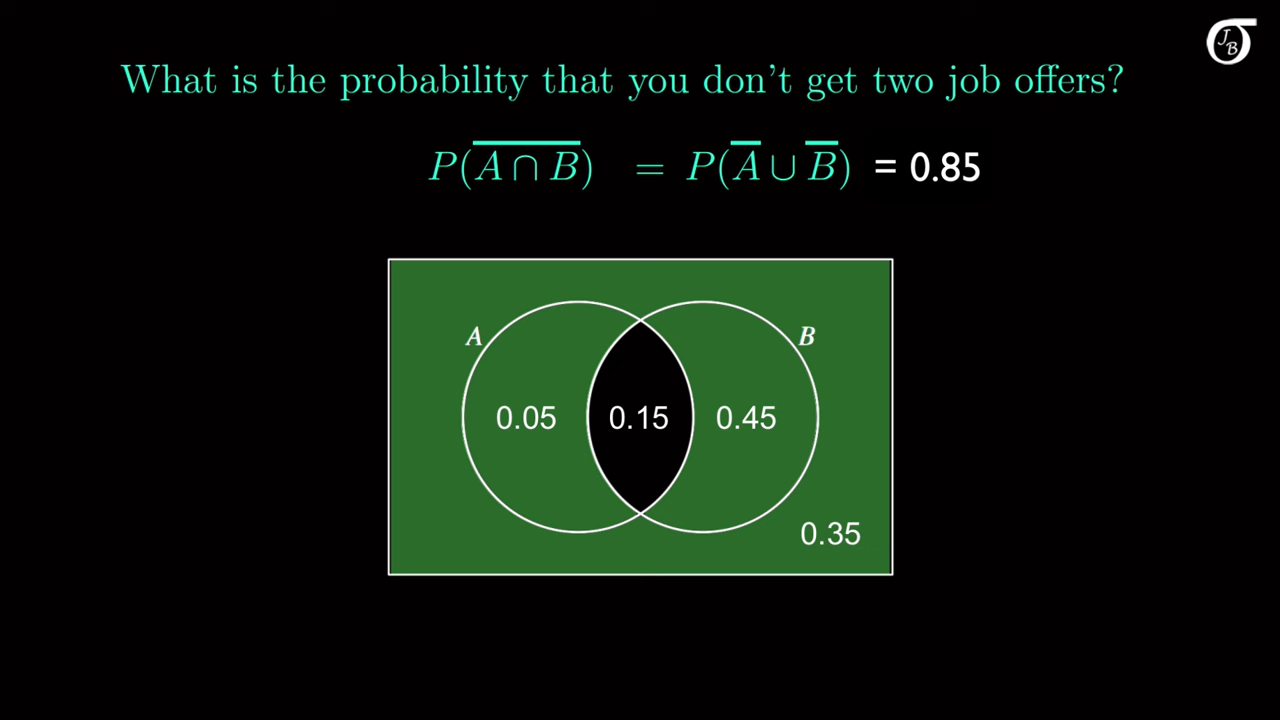 σ
J
B
What is the probability that you don't get two job offers?
P(A̅ ̅∩̅ ̅B̅) = P(A̅ ∪ B̅) = 0.85
A
B
0.05 0.15 0.45
0.35